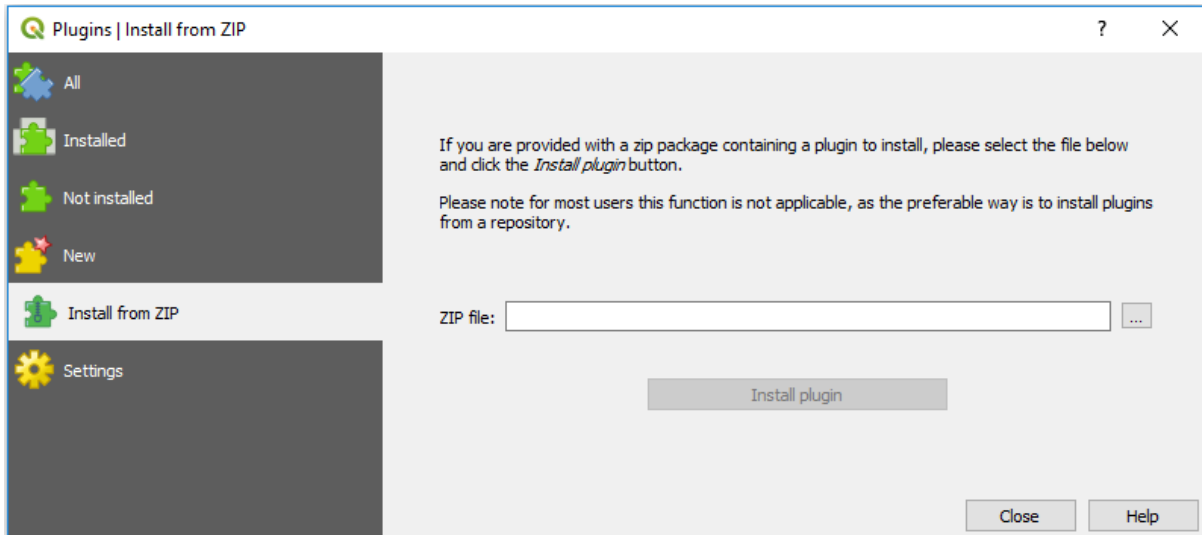 Plugins | Install from ZIP
?
All
Installed
Not installed
New
Install from ZIP
Settings
If you are provided with a zip package containing a plugin to install, please select the file below
and click the Install plugin button.
Please note for most users this function is not applicable, as the preferable way is to install plugins
from a repository.
ZIP file:
...
Install plugin
Close
Help